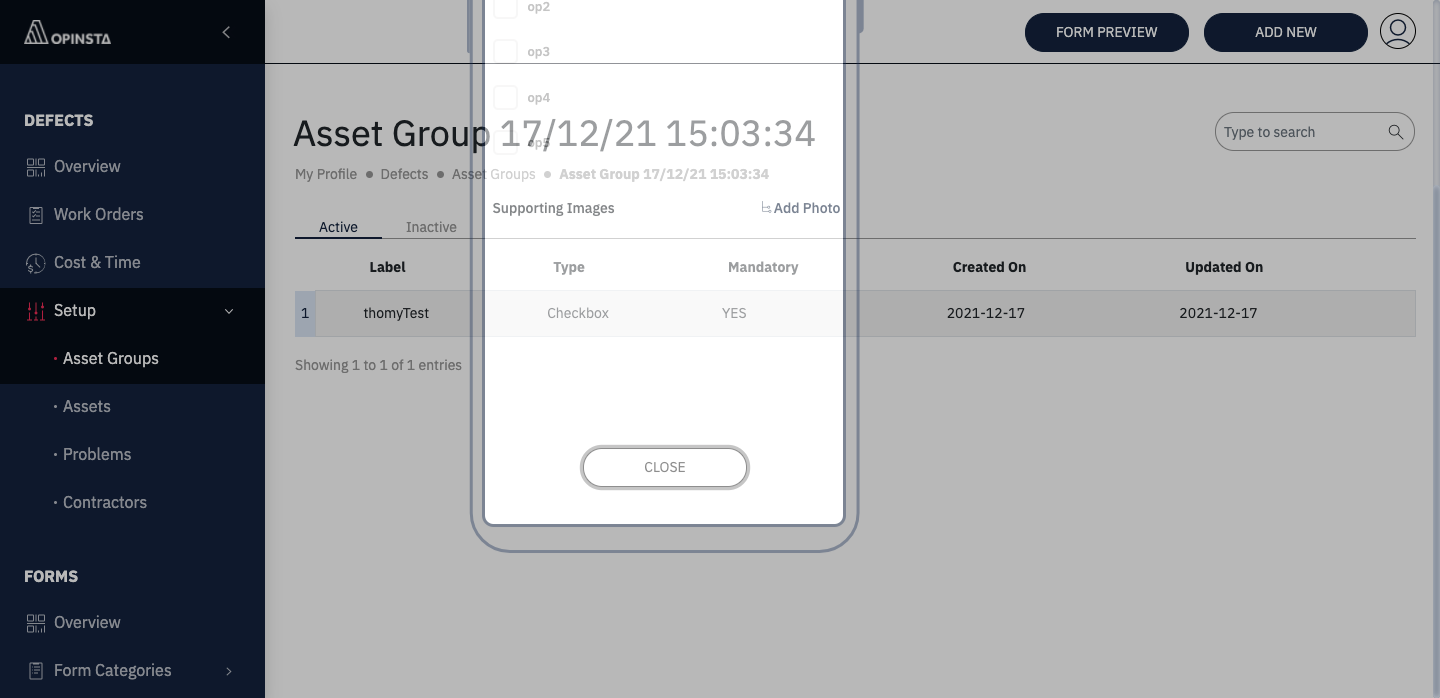 OPINSTA
DEFECTS
Overview
Work Orders
Cost & Time
Setup
· Asset Groups
· Assets
· Problems
· Contractors
FORMS
Overview
Form Categories
FORM PREVIEW
ADD NEW
op2
op3
op4
op5
Asset Group 17/12/21 15:03:34
Type to search
My Profile ● Defects ● Asset Groups ● Asset Group 17/12/21 15:03:34
Supporting Images Add Photo
Active Inactive
Label Type Mandatory Created On Updated On
1 thomyTest Checkbox YES 2021-12-17 2021-12-17
Showing 1 to 1 of 1 entries
CLOSE